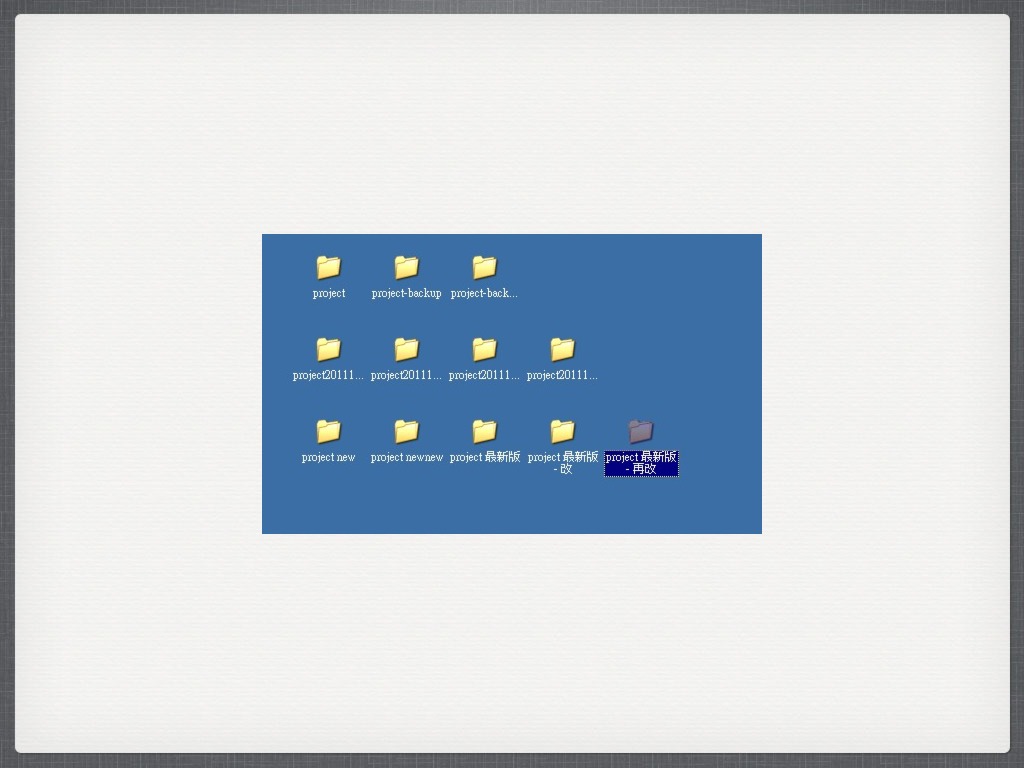 project project-backup project-back...
project20111... project20111... project20111... project20111...
project new project newnew project 最新版 project 最新版 project 最新版
- 改 - 再改